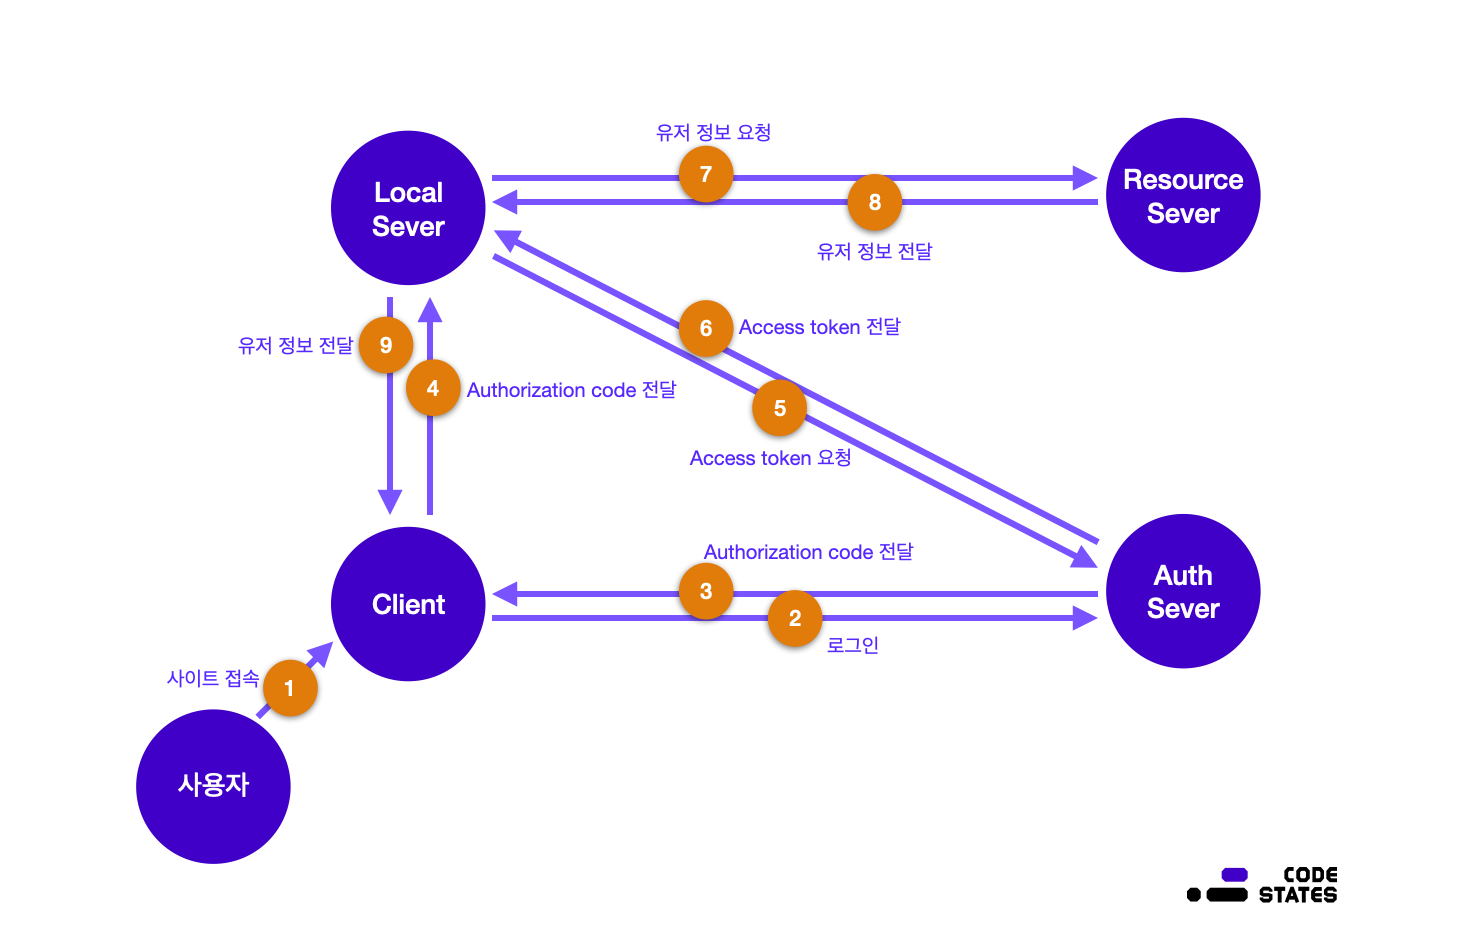 유저 정보 요청
7
Local
Sever
Resource
Sever
8
유저 정보 전달
6
Access token 전달
유저 정보 전달
9
4
Authorization code 전달
5
Access token 요청
Authorization code 전달
3
Client
2
로그인
Auth
Sever
사이트 접속
1
사용자
CODE
STATES